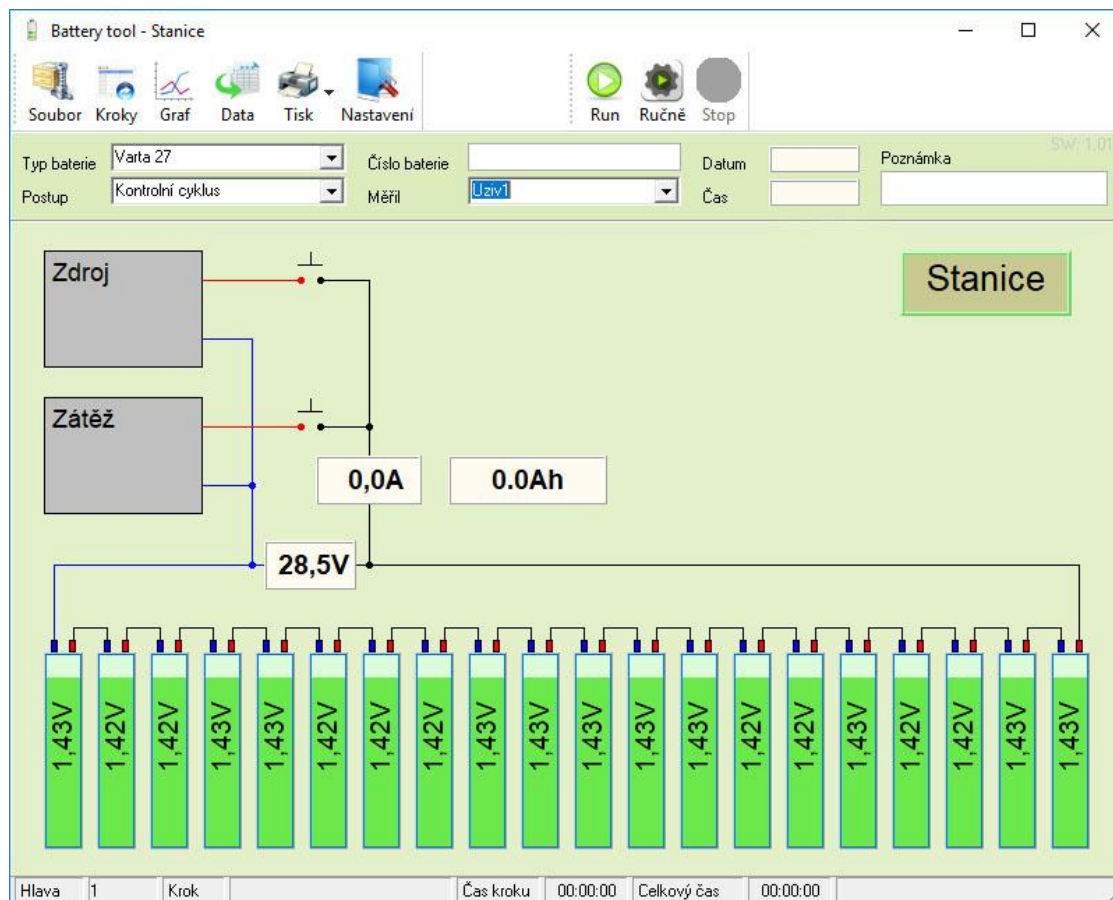 Battery tool - Stanice
Soubor Kroky Graf Data Tisk Nastavení Run Ručně Stop
SW: 1.01
Typ baterie Varta 27 Číslo baterie Datum Poznámka
Postup Kontrolní cyklus Měřil Uziv1 Čas
Zdroj
Stanice
Zátěž
0,0A 0.0Ah
28,5V
1,43V 1,42V 1,42V 1,43V 1,43V 1,42V 1,42V 1,42V 1,43V 1,43V 1,42V 1,43V 1,42V 1,42V 1,43V 1,42V 1,42V 1,43V 1,42V 1,43V
Hlava 1 Krok Čas kroku 00:00:00 Celkový čas 00:00:00